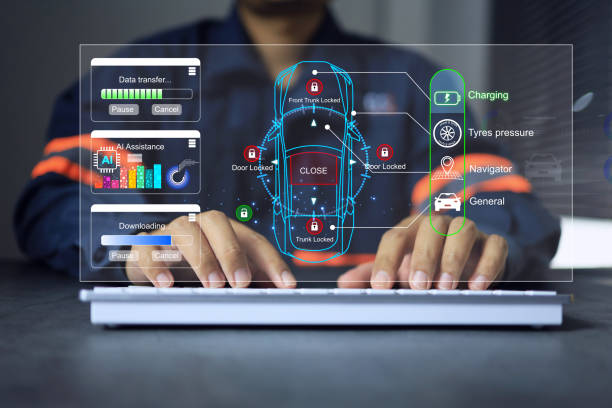 Data transfer...
Pause Cancel
AI Assistance
AI
Downloading
Pause Cancel
Front Trunk Locked
Door Locked
Door Locked
CLOSE
Trunk Locked
Charging
Tyres pressure
Navigator
General